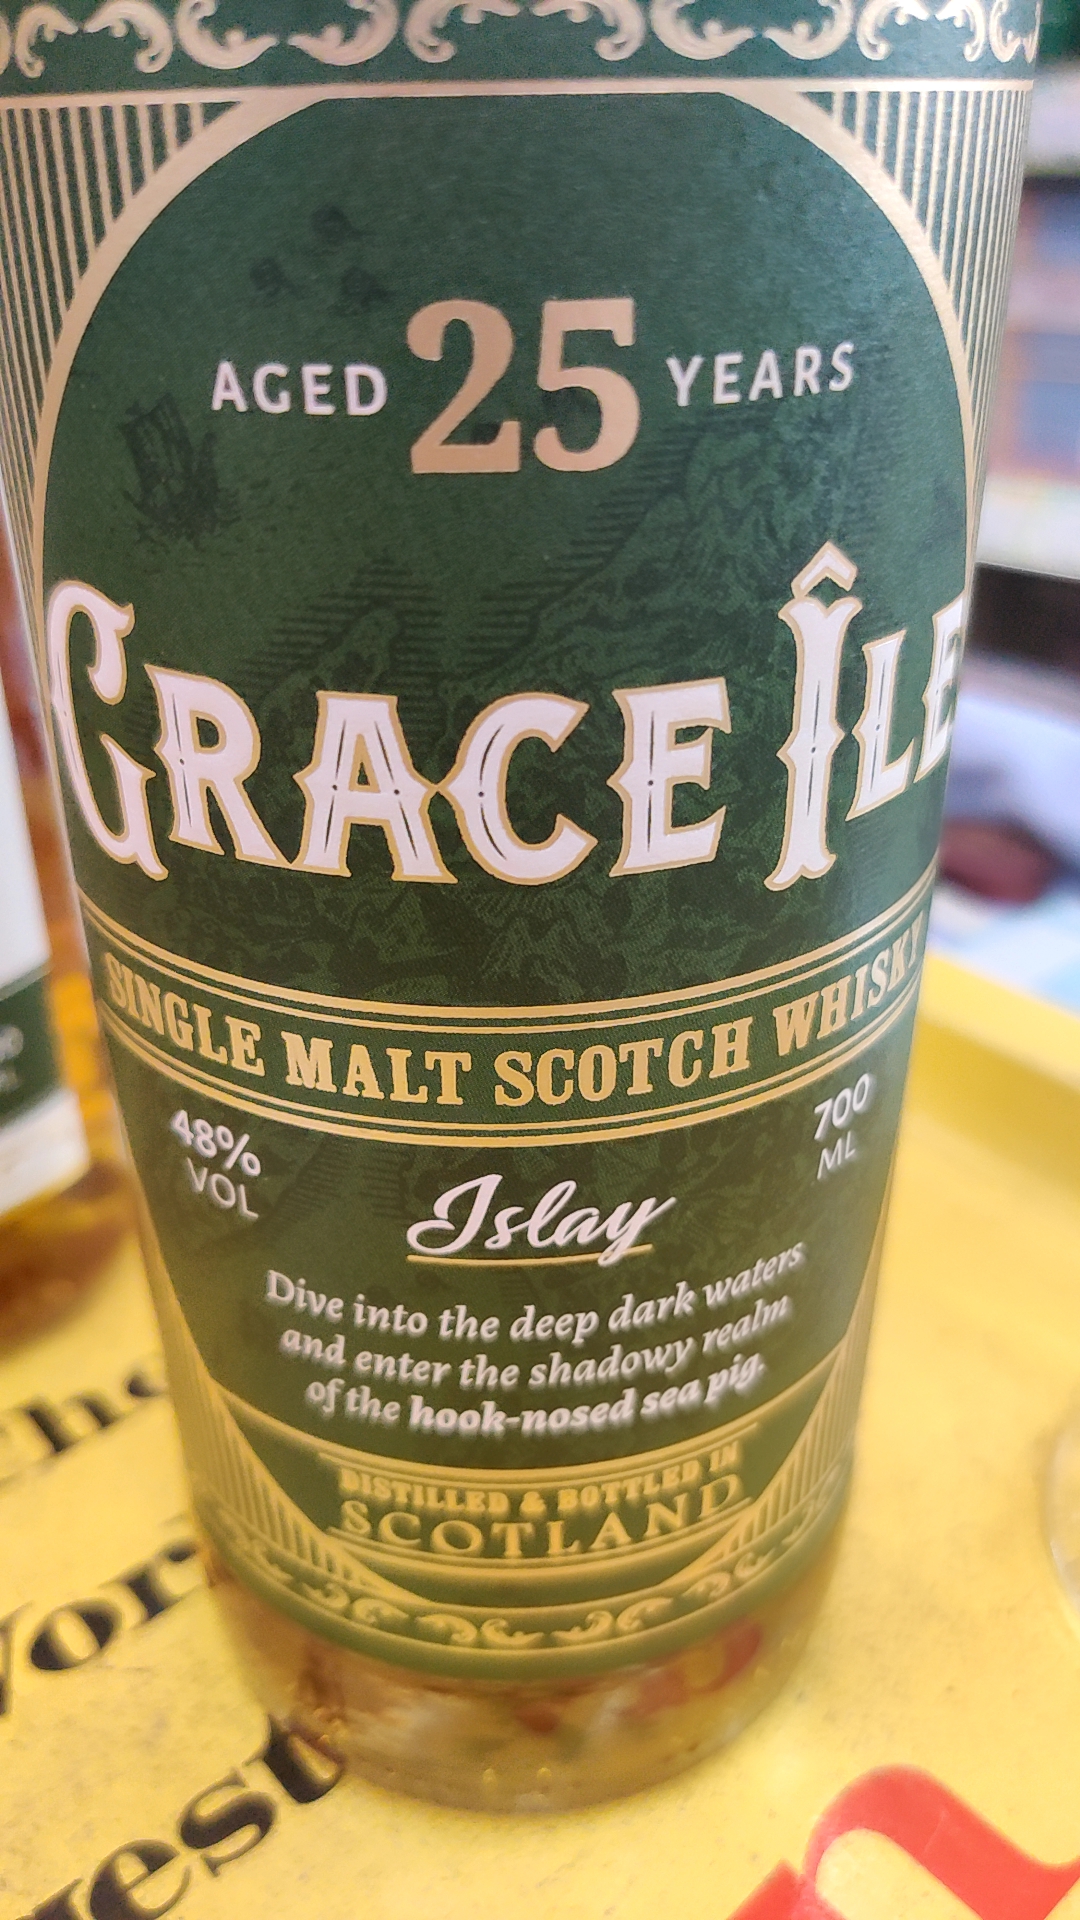 AGED 25 YEARS
GRACE ÎLE
SINGLE MALT SCOTCH WHISKY
48% VOL
700 ML
Islay
Dive into the deep dark waters
and enter the shadowy realm
of the hook-nosed sea pig.
DISTILLED & BOTTLED IN
SCOTLAND